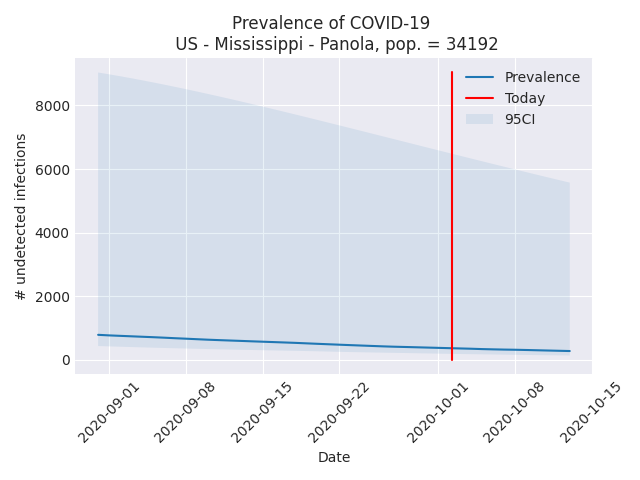 Prevalence of COVID-19
US - Mississippi - Panola, pop. = 34192
Prevalence
Today
95CI
8000
6000
4000
2000
0
# undetected infections
2020-09-01
2020-09-08
2020-09-15
2020-09-22
2020-10-01
2020-10-08
2020-10-15
Date